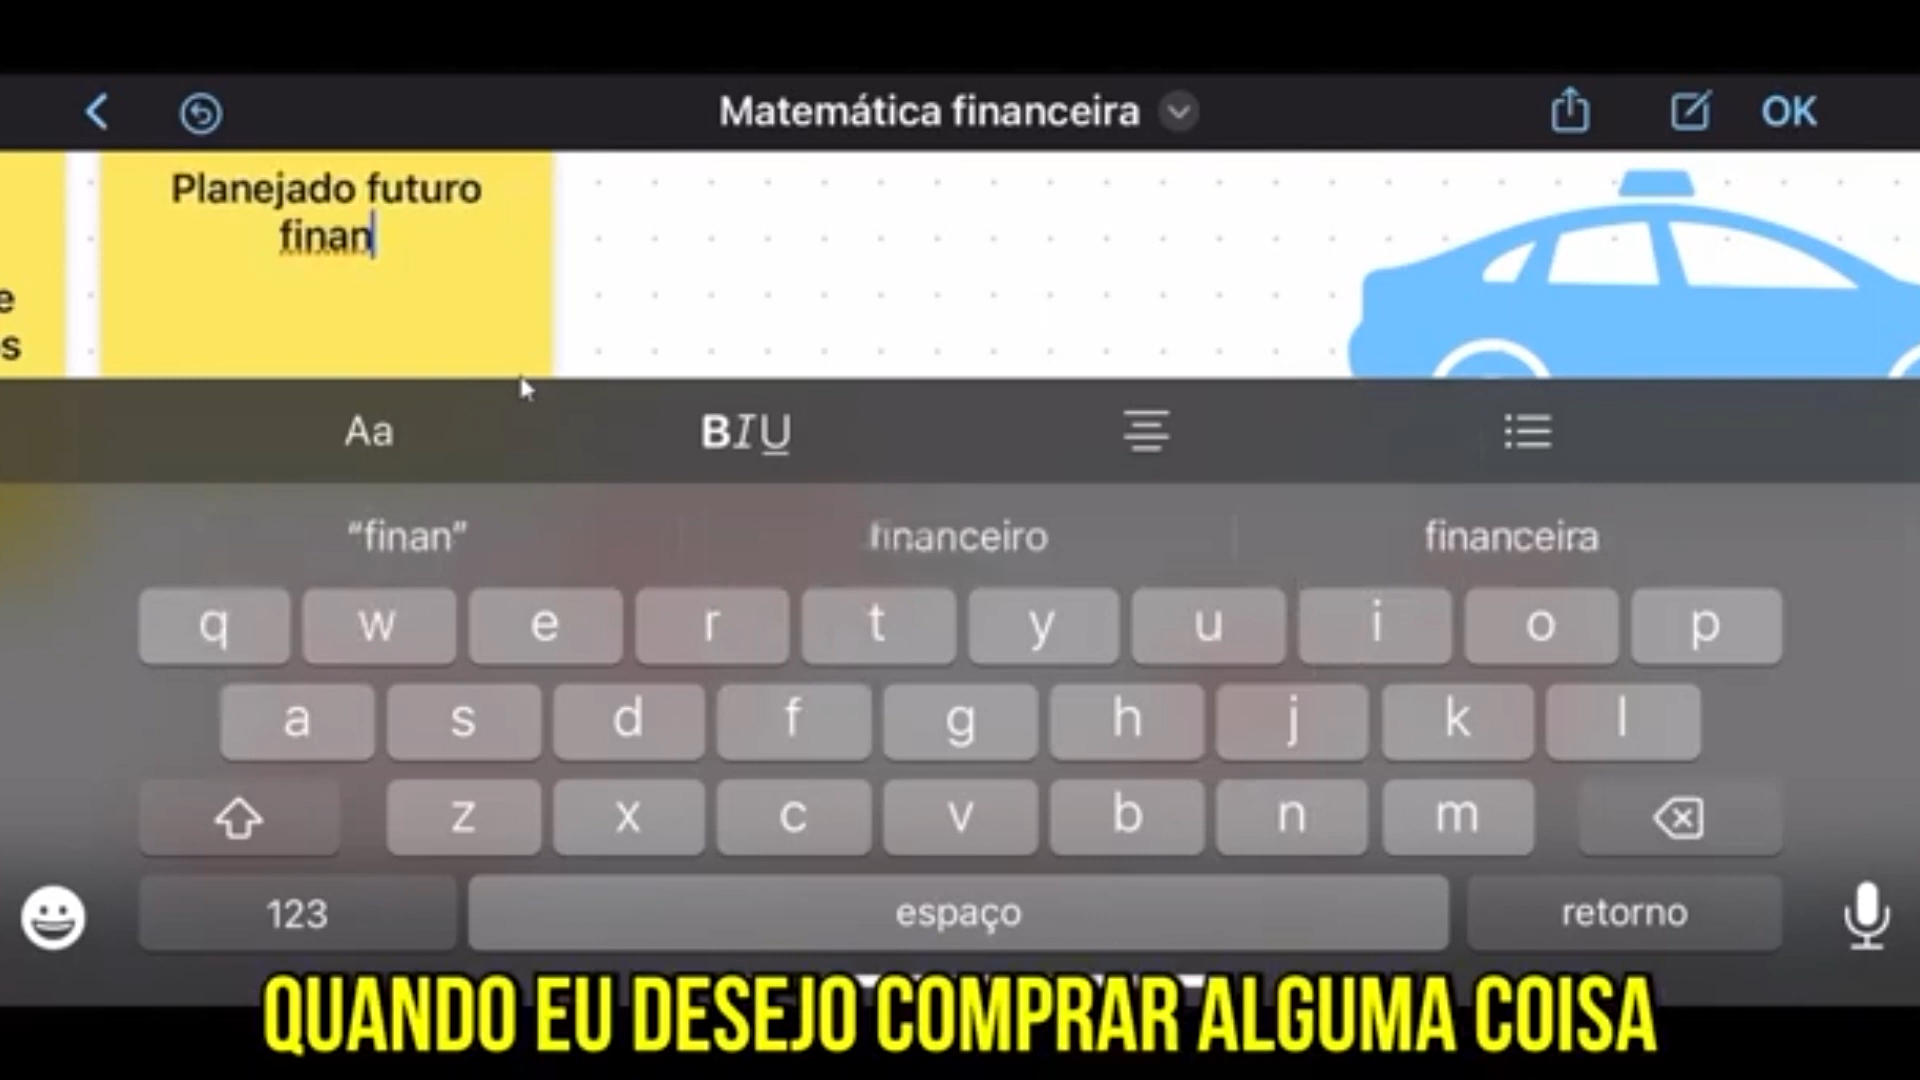 Matemática financeira
OK
Planejado futuro
finan
e
s
Aa
BIU
“finan”
financeiro
financeira
q w e r t y u i o p
a s d f g h j k l
z x c v b n m
123
espaço
retorno
QUANDO EU DESEJO COMPRAR ALGUMA COISA